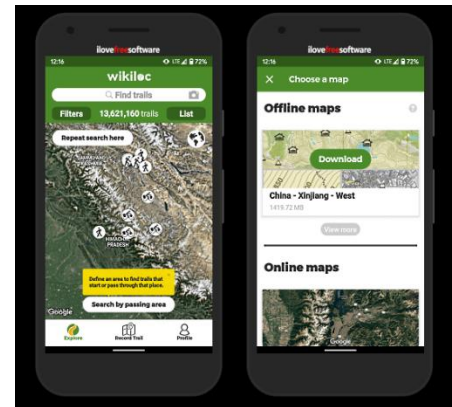 ilovefreesoftware
12:16
LTE 72%
wikiloc
Find trails
Filters
13,621,160 trails
List
Repeat search here
HIMACHAL
PRADESH
Define an area to find trails that
start or pass through that place.
Search by passing area
Google
Explore
Record Trail
Profile
ilovefreesoftware
12:16
LTE 72%
Choose a map
Offline maps
Download
China - Xinjiang - West
1419.72 MB
View more
Online maps
Google